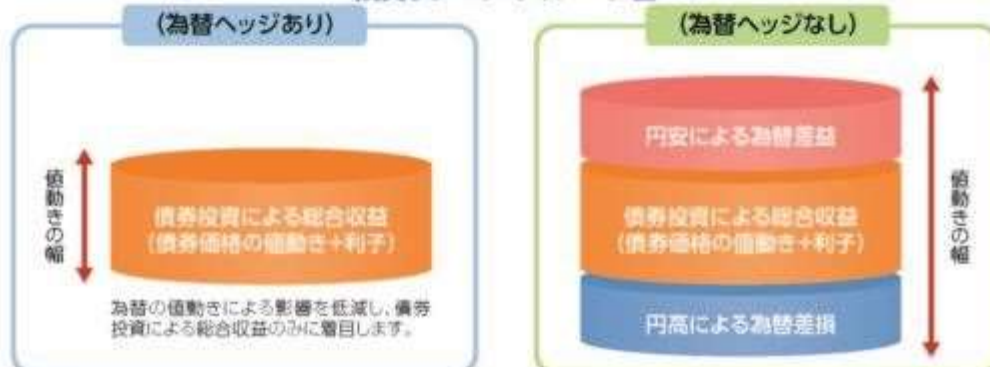 (為替ヘッジあり)
値動きの幅
債券投資による総合収益
(債券価格の値動き+利子)
為替の値動きによる影響を低減し、債券
投資による総合収益のみに着目します。
(為替ヘッジなし)
円安による為替差益
債券投資による総合収益
(債券価格の値動き+利子)
円高による為替差損
値動きの幅